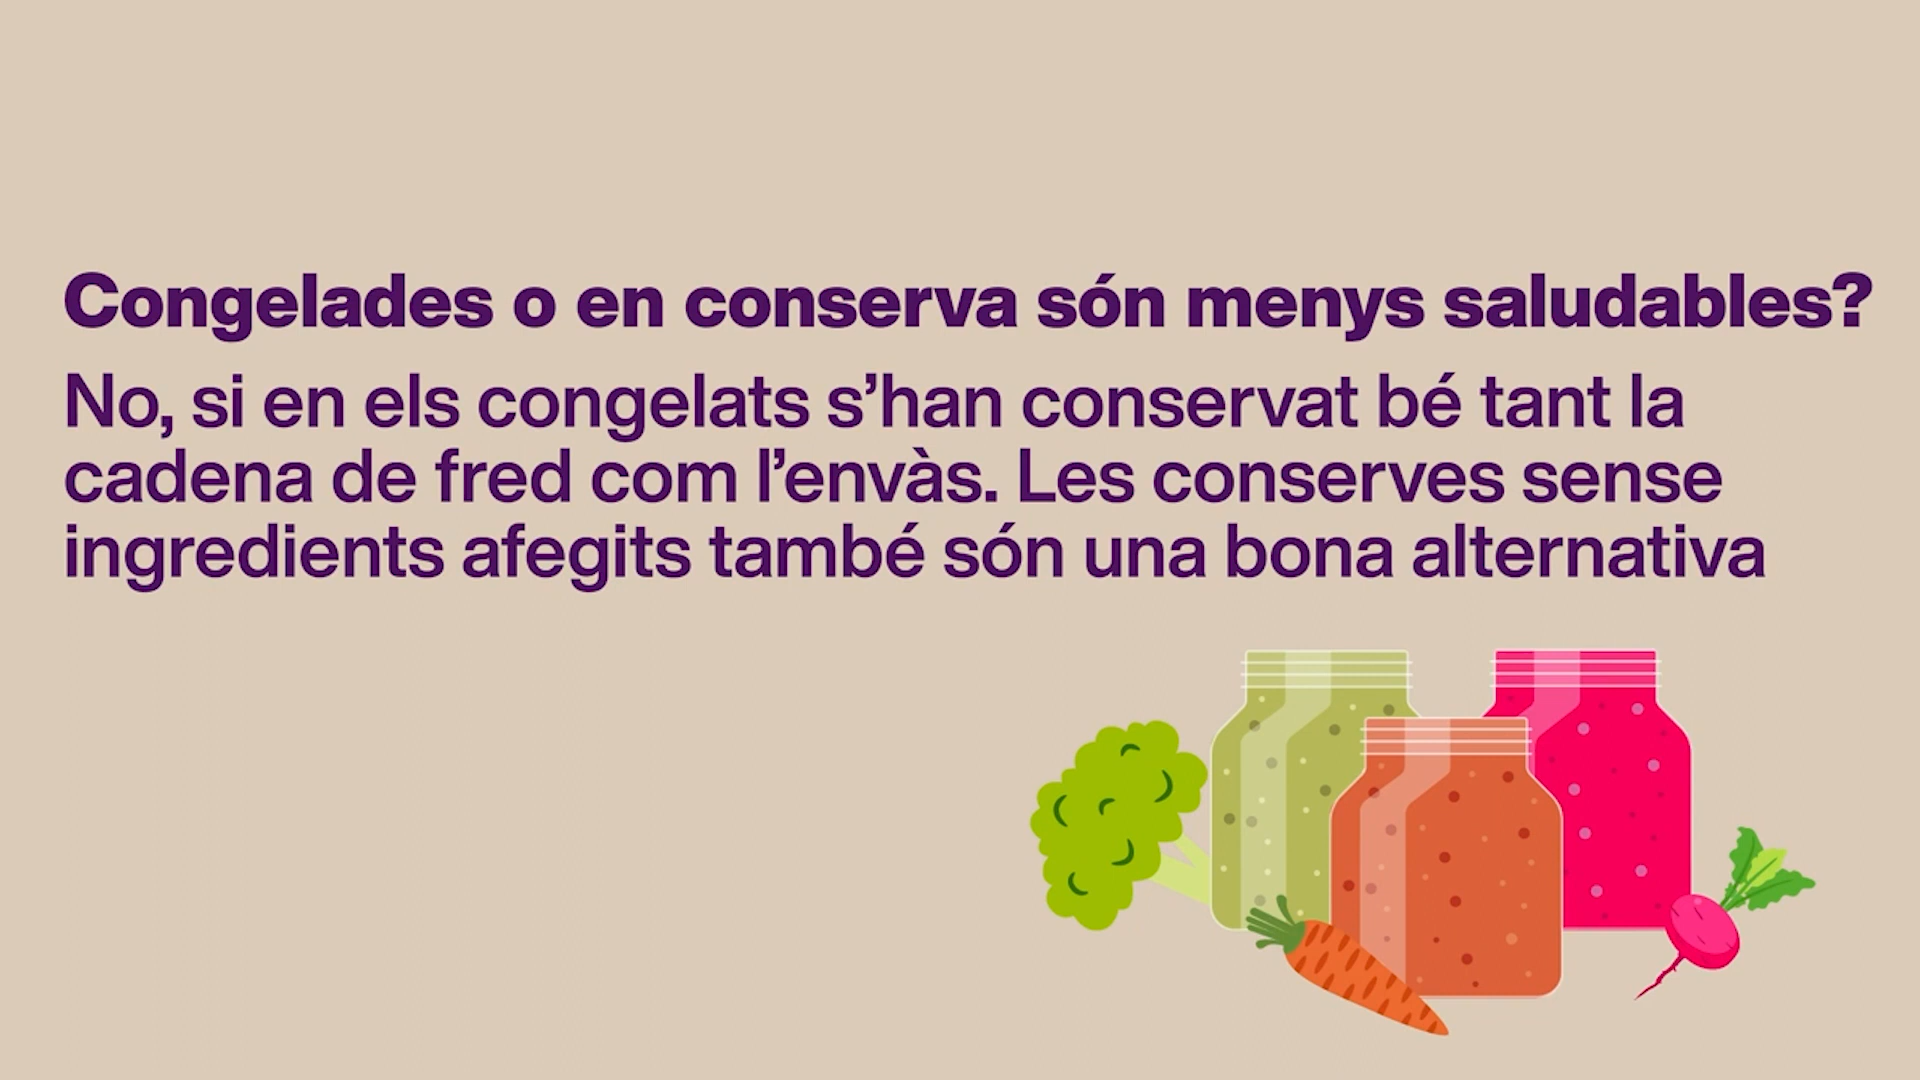 Congelades o en conserva són menys saludables?
No, si en els congelats s’han conservat bé tant la
cadena de fred com l’envàs. Les conserves sense
ingredients afegits també són una bona alternativa